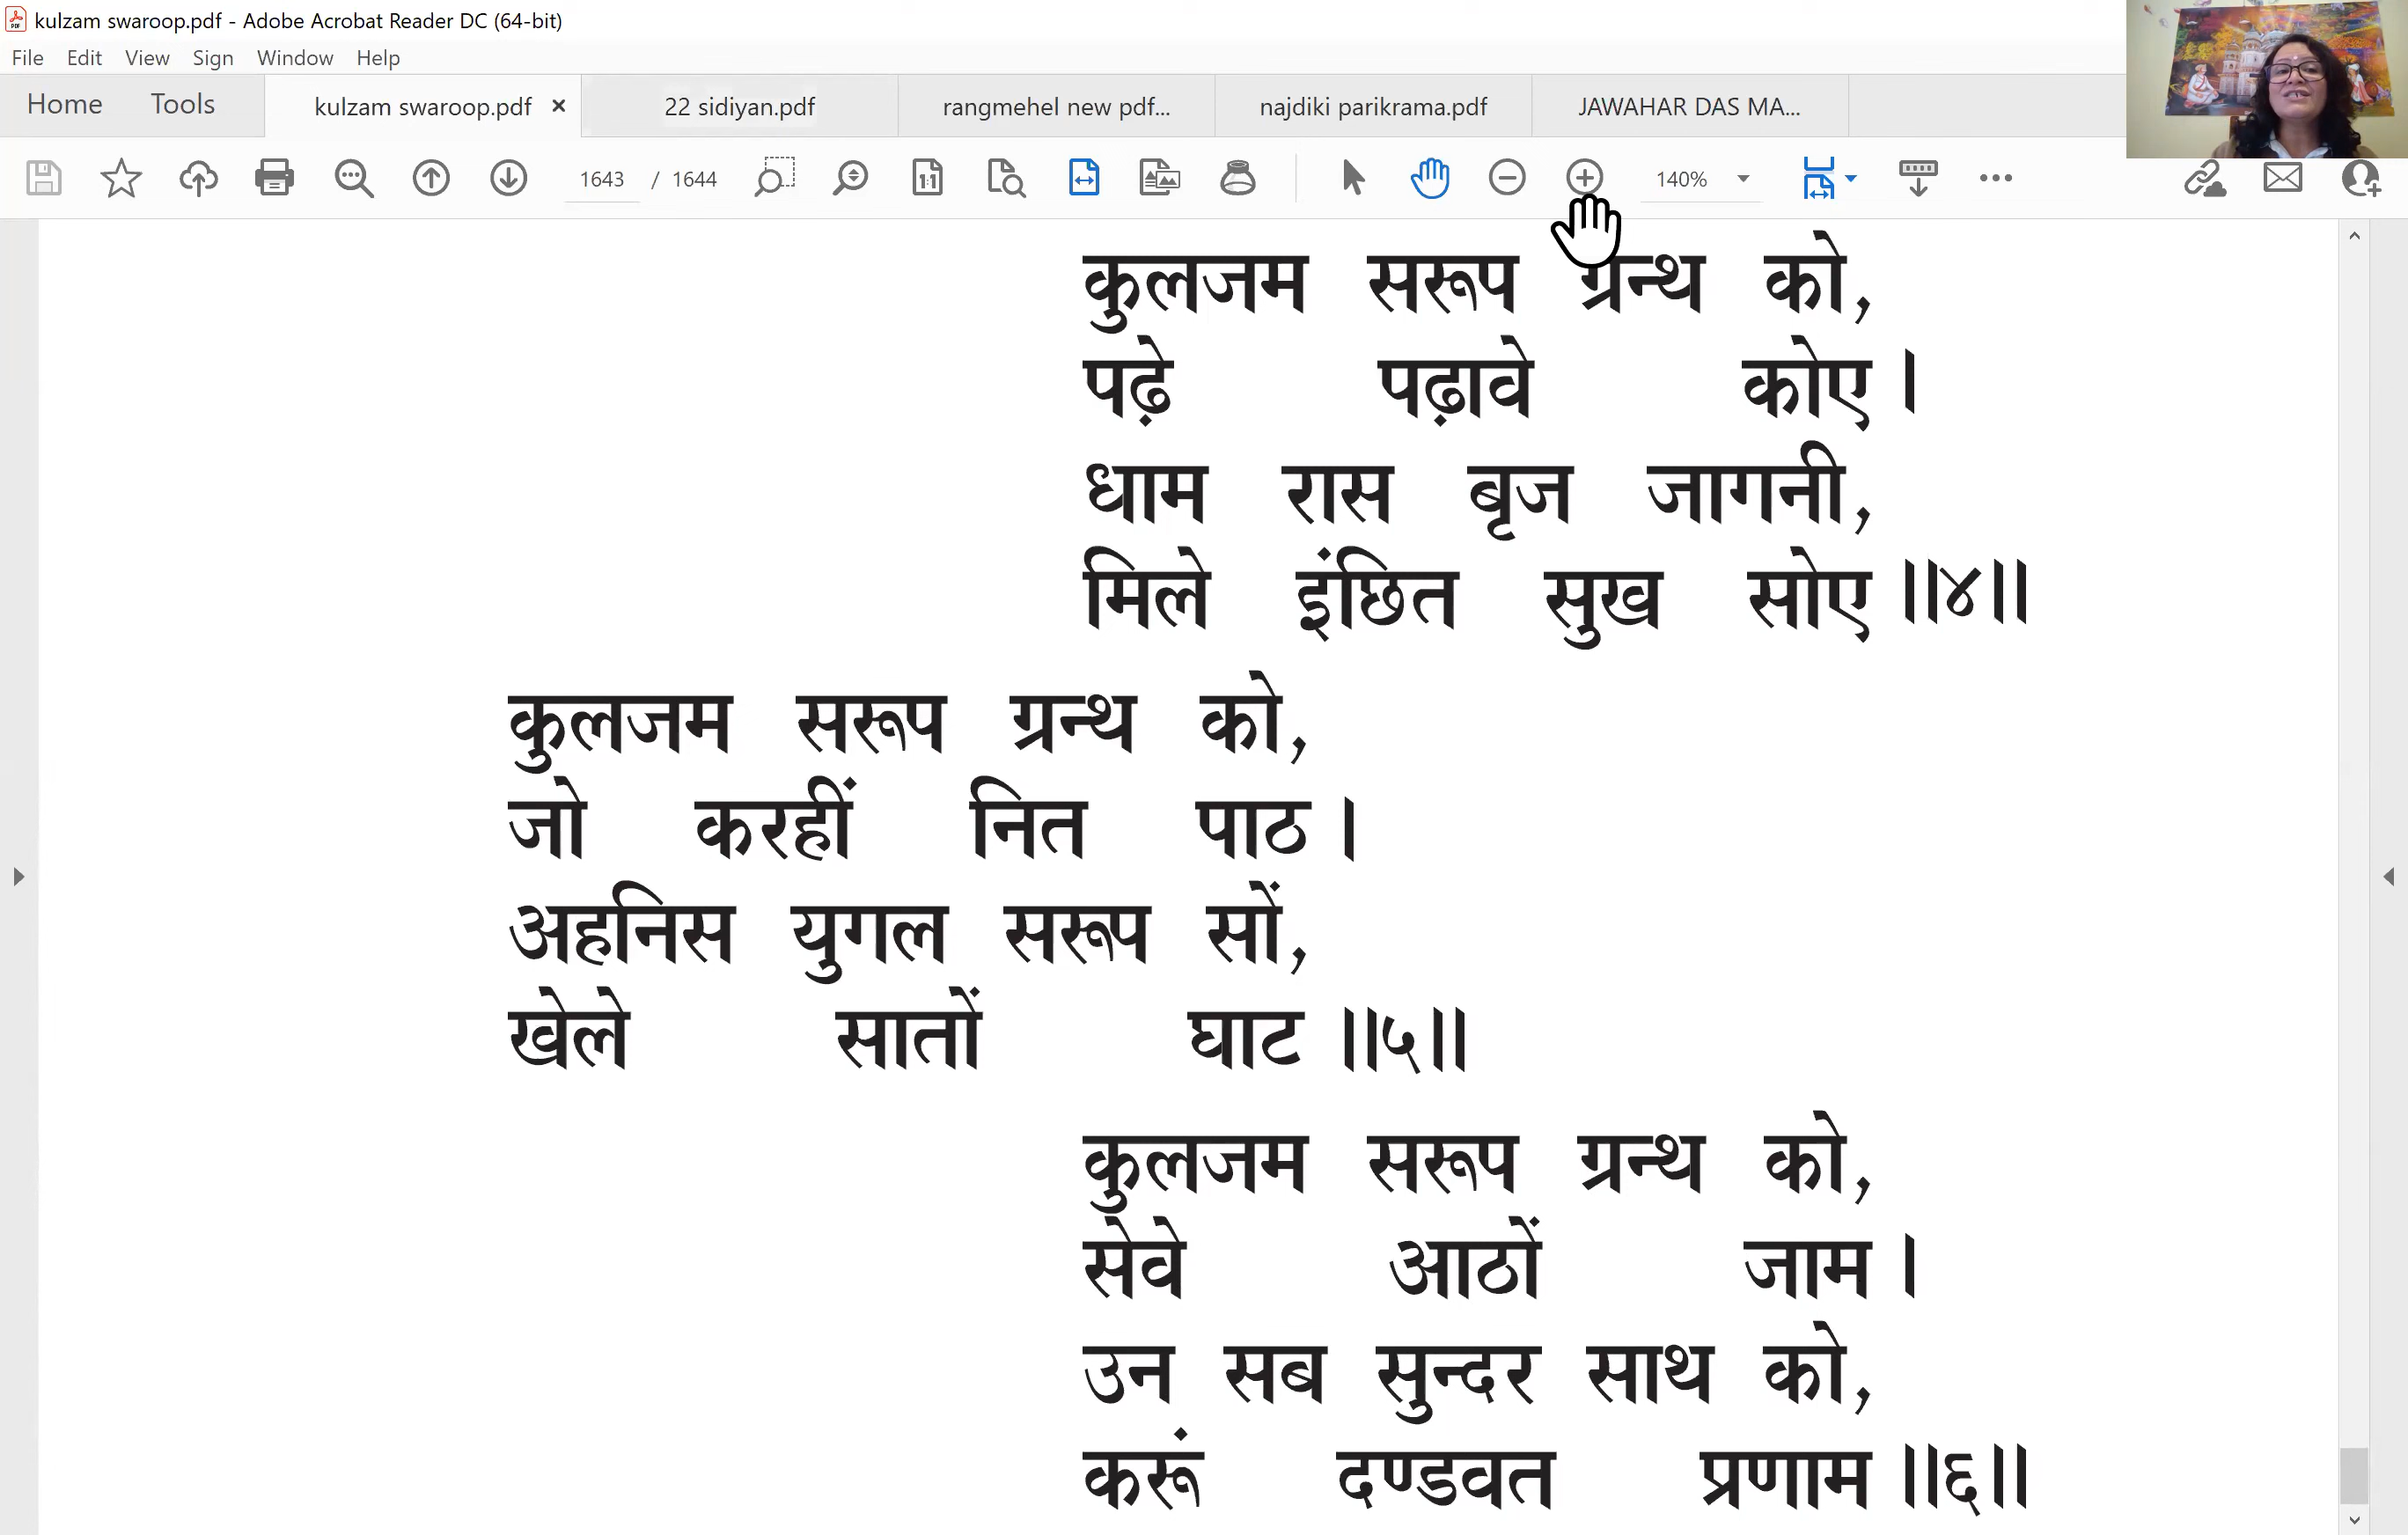 kulzam swaroop.pdf - Adobe Acrobat Reader DC (64-bit)
File Edit View Sign Window Help
Home Tools kulzam swaroop.pdf × 22 sidiyan.pdf rangmehel new pdf... najdiki parikrama.pdf JAWAHAR DAS MA...
1643 / 1644 1:1 140%
कुलजम सरूप ग्रन्थ को,
पढ़े पढ़ावे कोए ।
धाम रास बृज जागनी,
मिले इंछित सुख सोए ॥४॥
कुलजम सरूप ग्रन्थ को,
जो करहीं नित पाठ ।
अहनिस युगल सरूप सों,
खेले सातों घाट ॥५॥
कुलजम सरूप ग्रन्थ को,
सेवे आठों जाम ।
उन सब सुन्दर साथ को,
करूं दण्डवत प्रणाम ॥६॥